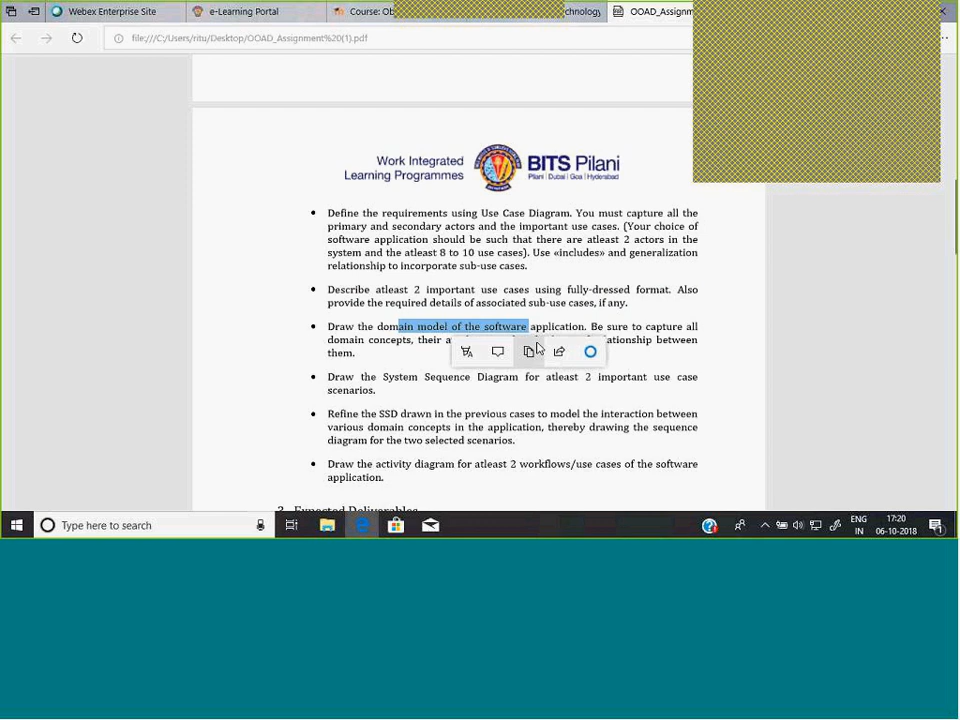 Webex Enterprise Site
e-Learning Portal
Course: Ob
chnology
OOAD_Assignm
file:///C:/Users/ritu/Desktop/OOAD_Assignment%20(1).pdf
Work Integrated
Learning Programmes
BITS Pilani
Pilani | Dubai | Goa | Hyderabad
• Define the requirements using Use Case Diagram. You must capture all the
primary and secondary actors and the important use cases. (Your choice of
software application should be such that there are atleast 2 actors in the
system and the atleast 8 to 10 use cases). Use «includes» and generalization
relationship to incorporate sub-use cases.
• Describe atleast 2 important use cases using fully-dressed format. Also
provide the required details of associated sub-use cases, if any.
• Draw the domain model of the software application. Be sure to capture all
domain concepts, their between
them.
• Draw the System Sequence Diagram for atleast 2 important use case
scenarios.
• Refine the SSD drawn in the previous cases to model the interaction between
various domain concepts in the application, thereby drawing the sequence
diagram for the two selected scenarios.
• Draw the activity diagram for atleast 2 workflows/use cases of the software
application.
Expected Deliverables
Type here to search
ENG
IN
17:20
06-10-2018